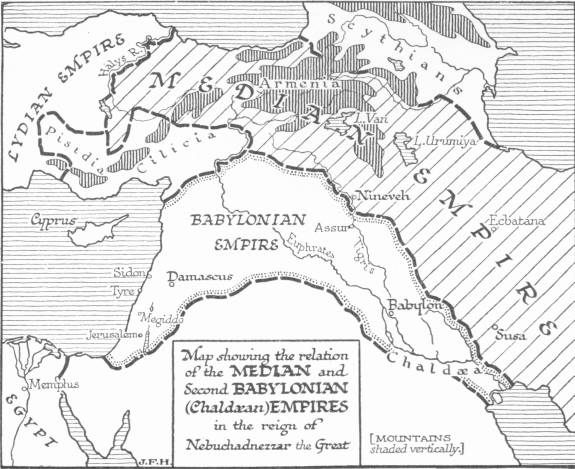 Scythians
LYDIAN EMPIRE
Halys R.
MEDIAN EMPIRE
Armenia
L. Van
L. Urumiya
Pisidia
Cilicia
Nineveh
Ecbatana
Cyprus
BABYLONIAN
EMPIRE
Assur
Euphrates
Tigris
Sidon
Damascus
Tyre
Megiddo
Babylon
Susa
Jerusalem
Chaldæa
Memphis
EGYPT
Map showing the relation
of the MEDIAN and
Second BABYLONIAN
(Chaldæan) EMPIRES
in the reign of
Nebuchadnezzar the Great
[MOUNTAINS
shaded vertically.]
J.F.H.